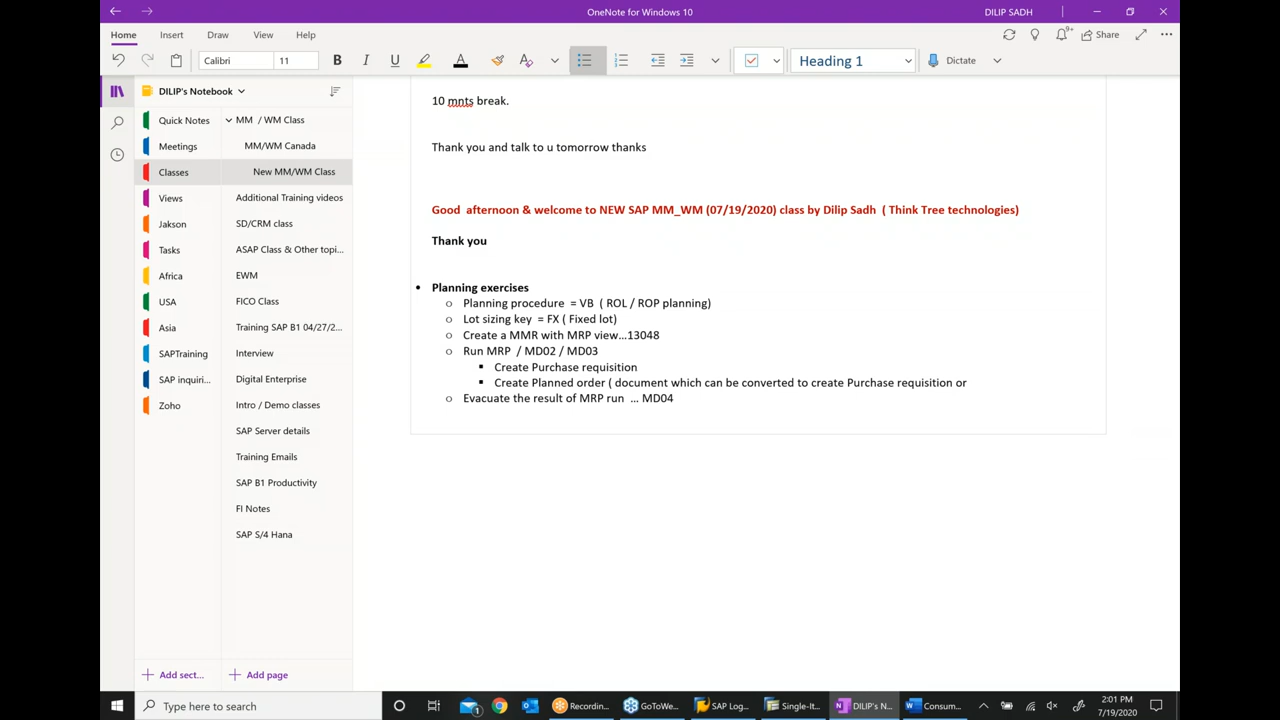 OneNote for Windows 10
DILIP SADH
Home Insert Draw View Help
9+ Share
Calibri 11 B I U A Heading 1 Dictate
DILIP's Notebook
Quick Notes
Meetings
Classes
Views
Jakson
Tasks
Africa
USA
Asia
SAPTraining
SAP inquiri...
Zoho
Add sect...
MM / WM Class
MM/WM Canada
New MM/WM Class
Additional Training videos
SD/CRM class
ASAP Class & Other topi...
EWM
FICO Class
Training SAP B1 04/27/2...
Interview
Digital Enterprise
Intro / Demo classes
SAP Server details
Training Emails
SAP B1 Productivity
FI Notes
SAP S/4 Hana
Add page
10 mnts break.
Thank you and talk to u tomorrow thanks
Good afternoon & welcome to NEW SAP MM_WM (07/19/2020) class by Dilip Sadh ( Think Tree technologies)
Thank you
• Planning exercises
o Planning procedure = VB ( ROL / ROP planning)
o Lot sizing key = FX ( Fixed lot)
o Create a MMR with MRP view...13048
o Run MRP / MD02 / MD03
▪ Create Purchase requisition
▪ Create Planned order ( document which can be converted to create Purchase requisition or
o Evacuate the result of MRP run ... MD04
Type here to search
1
Recordin...
GoToWe...
SAP Log...
Single-It...
DILIP's N...
Consum...
2:01 PM
7/19/2020